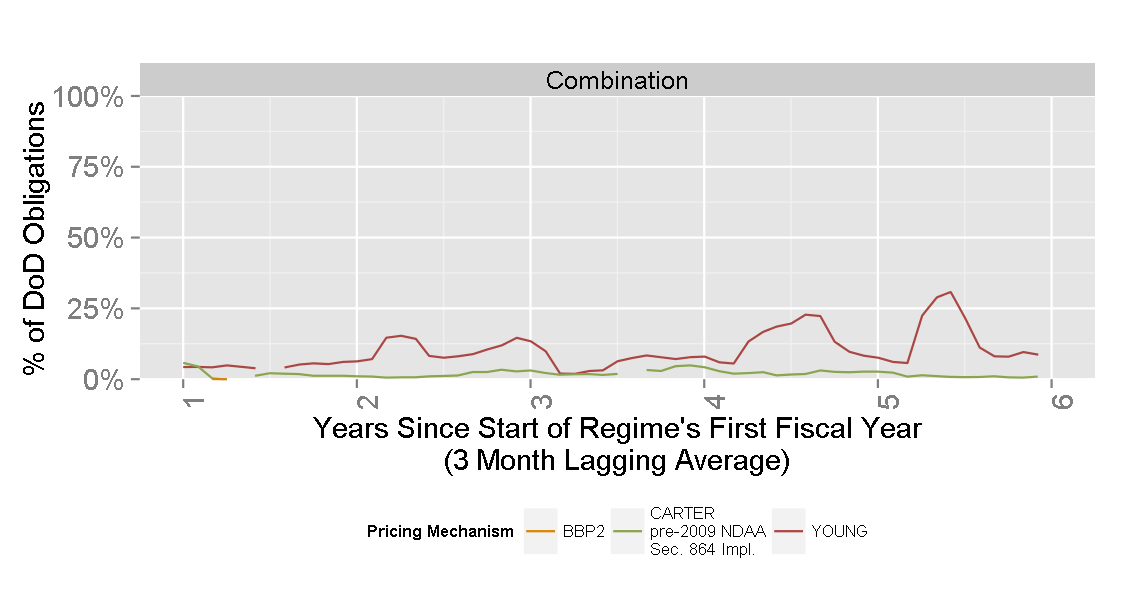 Combination
100%
75%
50%
25%
0%
% of DoD Obligations
1
2
3
4
5
6
Years Since Start of Regime's First Fiscal Year
(3 Month Lagging Average)
Pricing Mechanism
BBP2
CARTER
pre-2009 NDAA
Sec. 864 Impl.
YOUNG